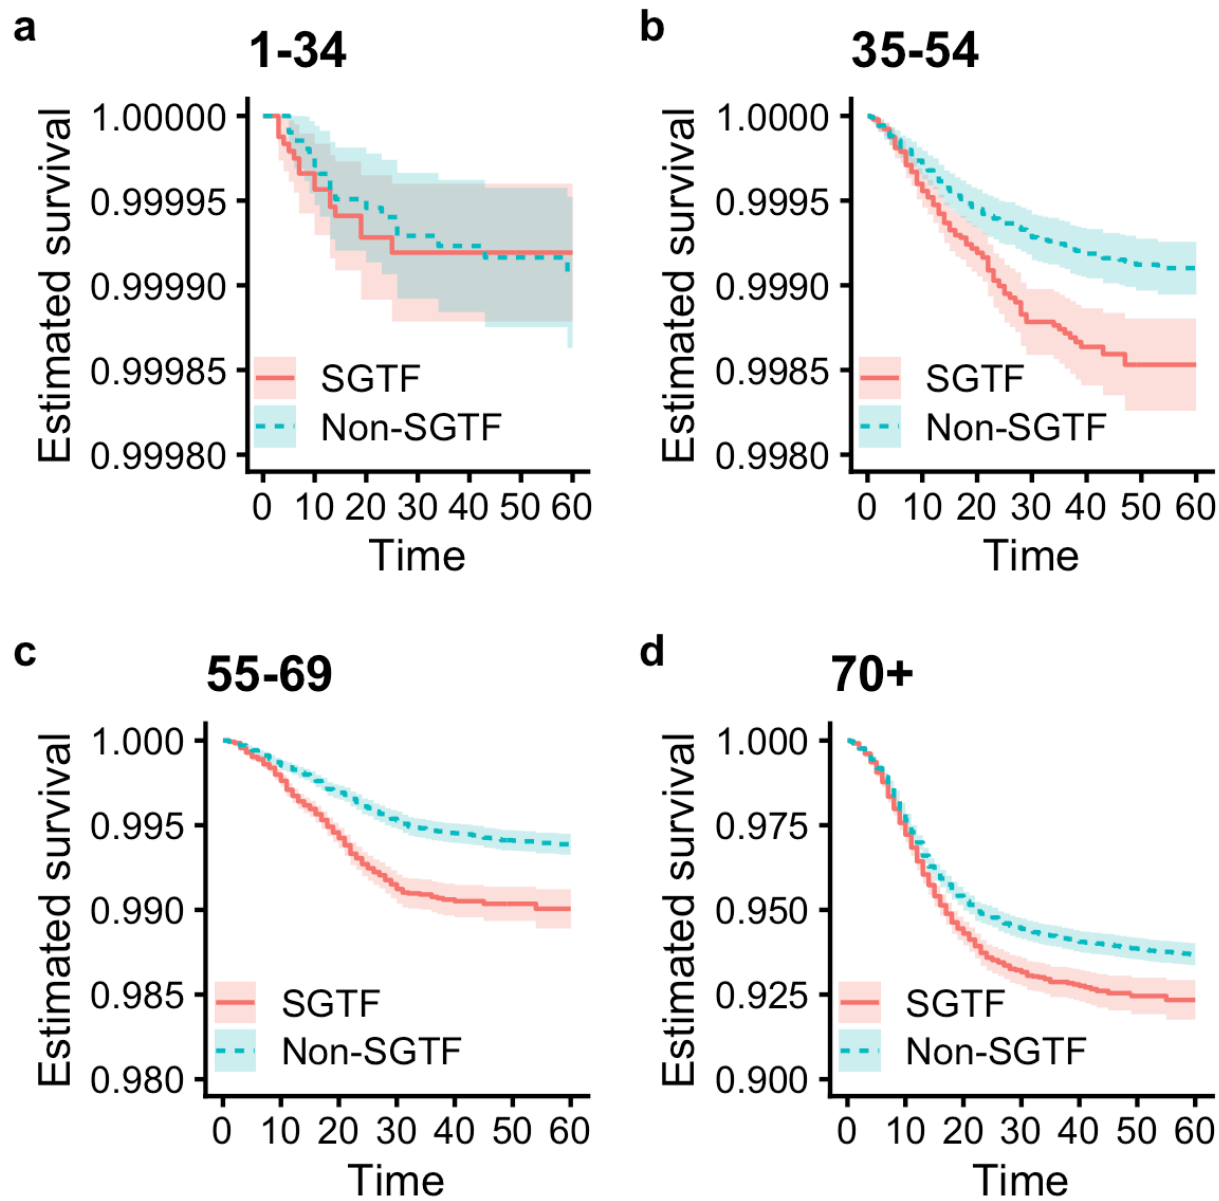 a
1-34
Estimated survival
1.00000
0.99995
0.99990
0.99985
0.99980
SGTF
Non-SGTF
0 10 20 30 40 50 60
Time
b
35-54
Estimated survival
1.0000
0.9995
0.9990
0.9985
0.9980
SGTF
Non-SGTF
0 10 20 30 40 50 60
Time
c
55-69
Estimated survival
1.000
0.995
0.990
0.985
0.980
SGTF
Non-SGTF
0 10 20 30 40 50 60
Time
d
70+
Estimated survival
1.000
0.975
0.950
0.925
0.900
SGTF
Non-SGTF
0 10 20 30 40 50 60
Time